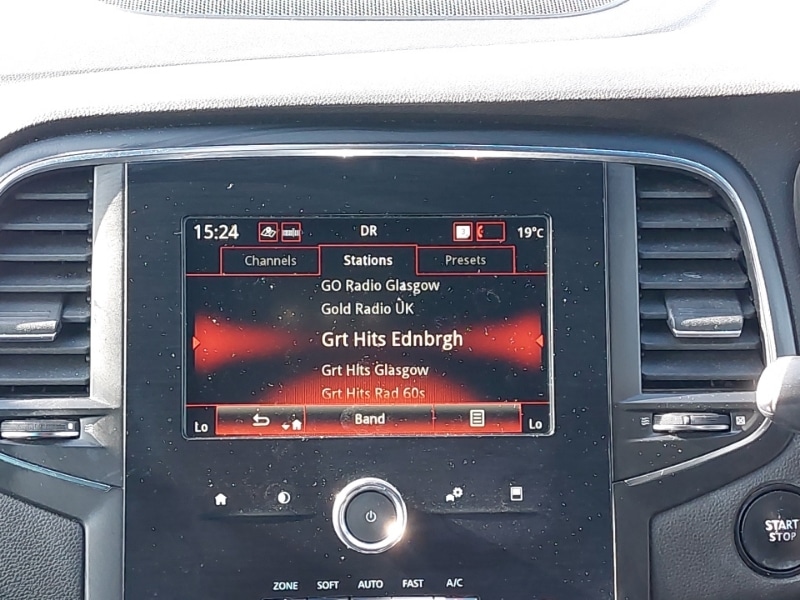 15:24 DR 19°C
Channels Stations Presets
GO Radio Glasgow
Gold Radio UK
Grt Hits Ednbrgh
Grt Hits Glasgow
Grt Hits Rad 60s
Lo Band Lo
START
STOP
ZONE SOFT AUTO FAST A/C